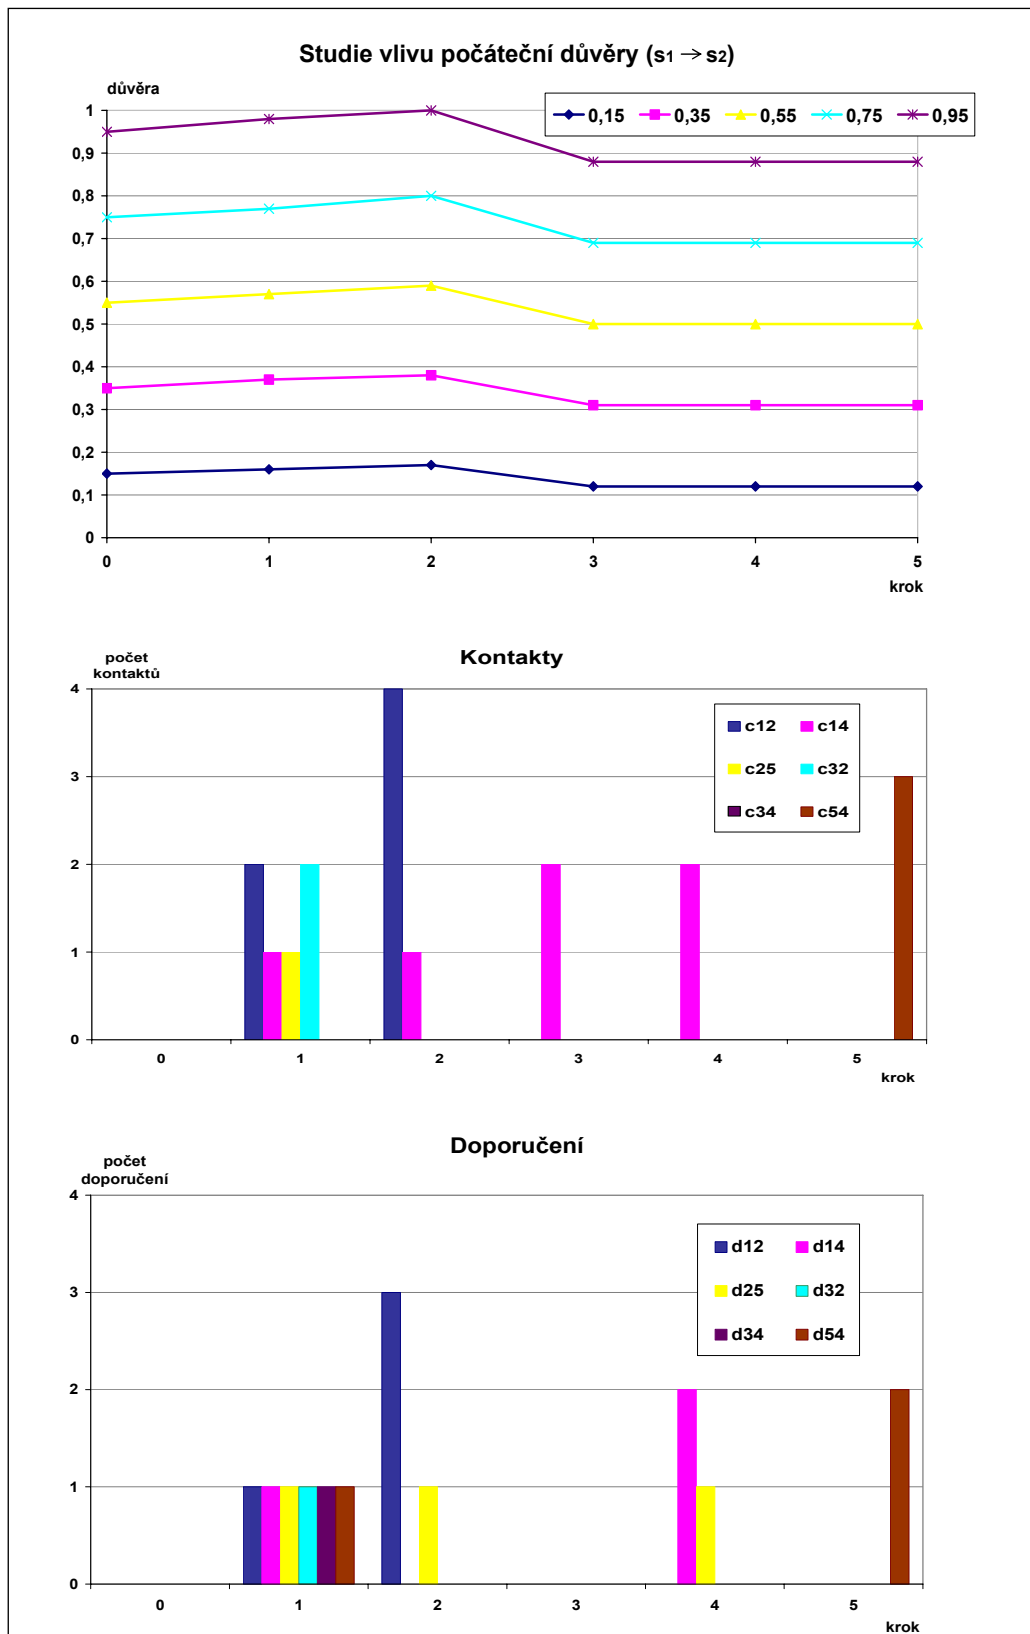 Studie vlivu počáteční důvěry (s1 → s2)
důvěra
0,15 0,35 0,55 0,75 0,95
1
0,9
0,8
0,7
0,6
0,5
0,4
0,3
0,2
0,1
0
0 1 2 3 4 5
krok
Kontakty
počet
kontaktů
4
3
2
1
0
c12 c14
c25 c32
c34 c54
0 1 2 3 4 5
krok
Doporučení
počet
doporučení
4
3
2
1
0
d12 d14
d25 d32
d34 d54
0 1 2 3 4 5
krok